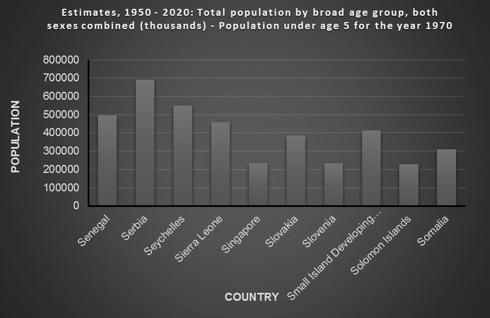 Estimates, 1950 - 2020: Total population by broad age group, both
sexes combined (thousands) - Population under age 5 for the year 1970
POPULATION
800000
700000
600000
500000
400000
300000
200000
100000
0
Senegal
Serbia
Seychelles
Sierra Leone
Singapore
Slovakia
Slovenia
Small Island Developing...
Solomon Islands
Somalia
COUNTRY